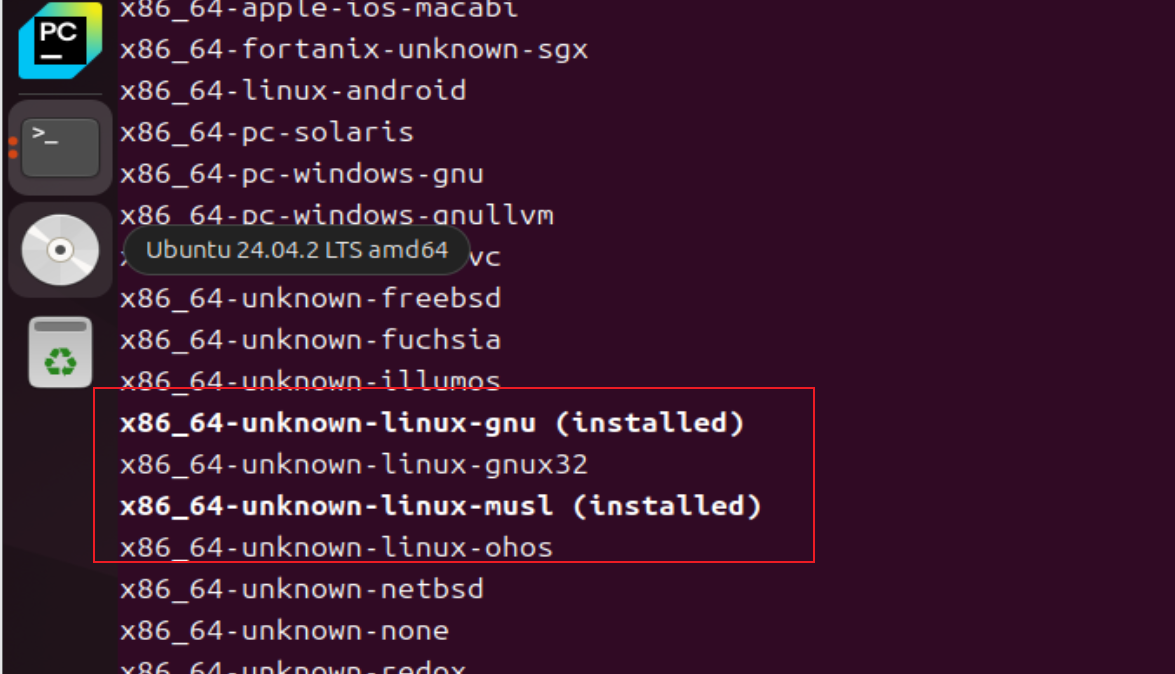 x86_64-apple-ios-macabi
PC
x86_64-fortanix-unknown-sgx
x86_64-linux-android
>_
x86_64-pc-solaris
x86_64-pc-windows-gnu
x86_64-pc-windows-gnullvm
Ubuntu 24.04.2 LTS amd64
vc
x86_64-unknown-freebsd
x86_64-unknown-fuchsia
x86_64-unknown-illumos
x86_64-unknown-linux-gnu (installed)
x86_64-unknown-linux-gnux32
x86_64-unknown-linux-musl (installed)
x86_64-unknown-linux-ohos
x86_64-unknown-netbsd
x86_64-unknown-none
x86_64-unknown-redox